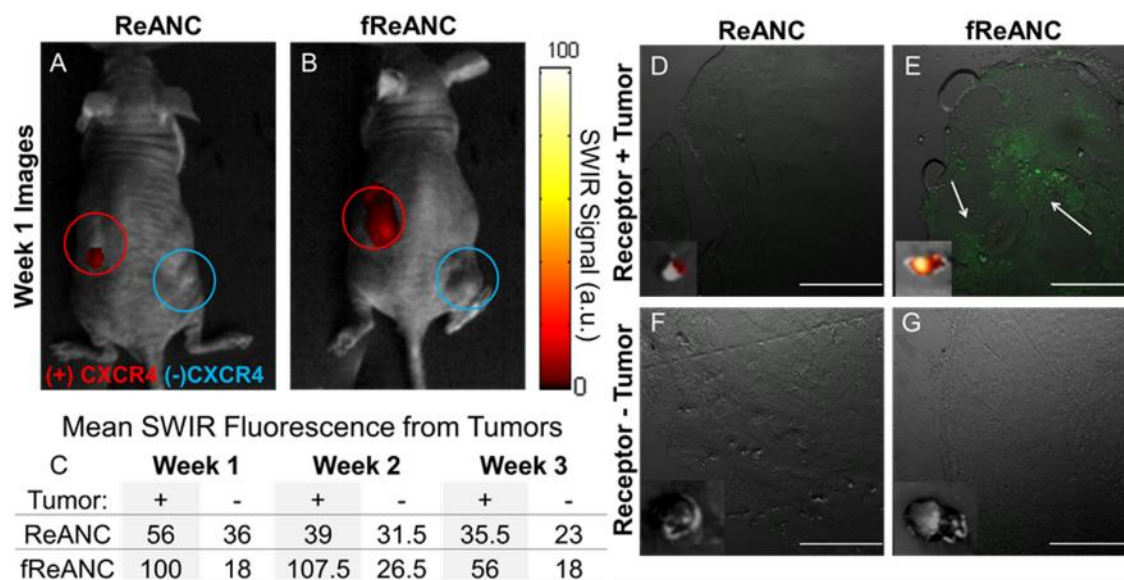 ReANC fReANC
A B
Week 1 Images
(+) CXCR4 (-)CXCR4
100
SWIR Signal (a.u.)
0
Mean SWIR Fluorescence from Tumors
C Week 1 Week 2 Week 3
Tumor: + - + - + -
ReANC 56 36 39 31.5 35.5 23
fReANC 100 18 107.5 26.5 56 18
ReANC fReANC
Receptor + Tumor
D E
Receptor - Tumor
F G